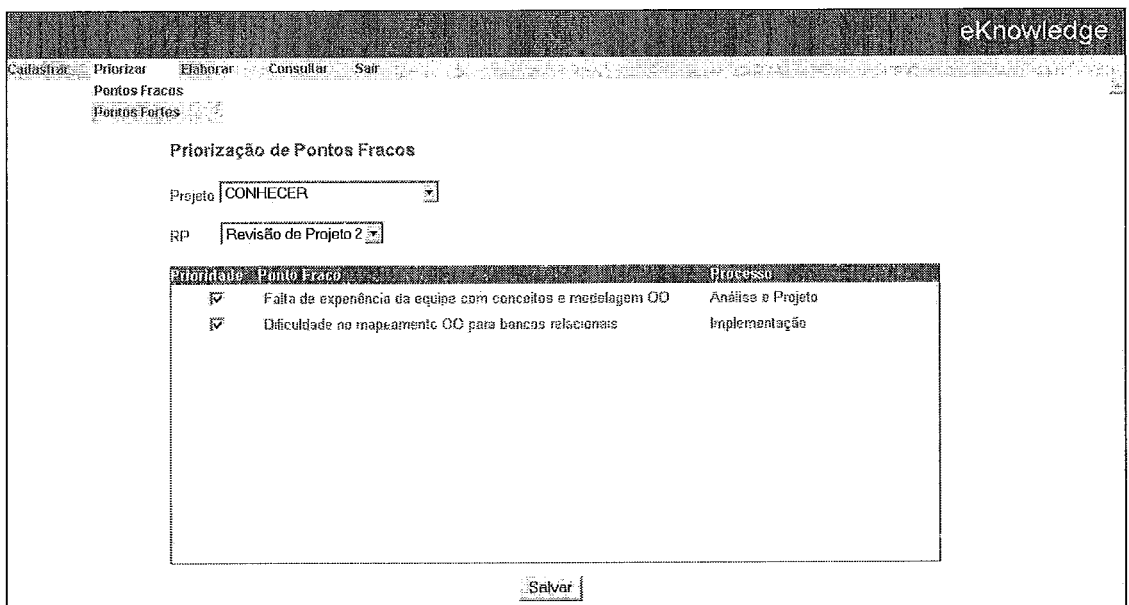 eKnowledge
Cadastrar Priorizar Elaborar Consultar Sair
Pontos Fracos
Pontos Fortes
Priorização de Pontos Fracos
Projeto CONHECER
RP Revisão de Projeto 2
Prioridade Ponto Fraco Processo
Falta de experiência da equipe com conceitos e modelagem OO Análise e Projeto
Dificuldade no mapeamento OO para bancos relacionais Implementação
Salvar